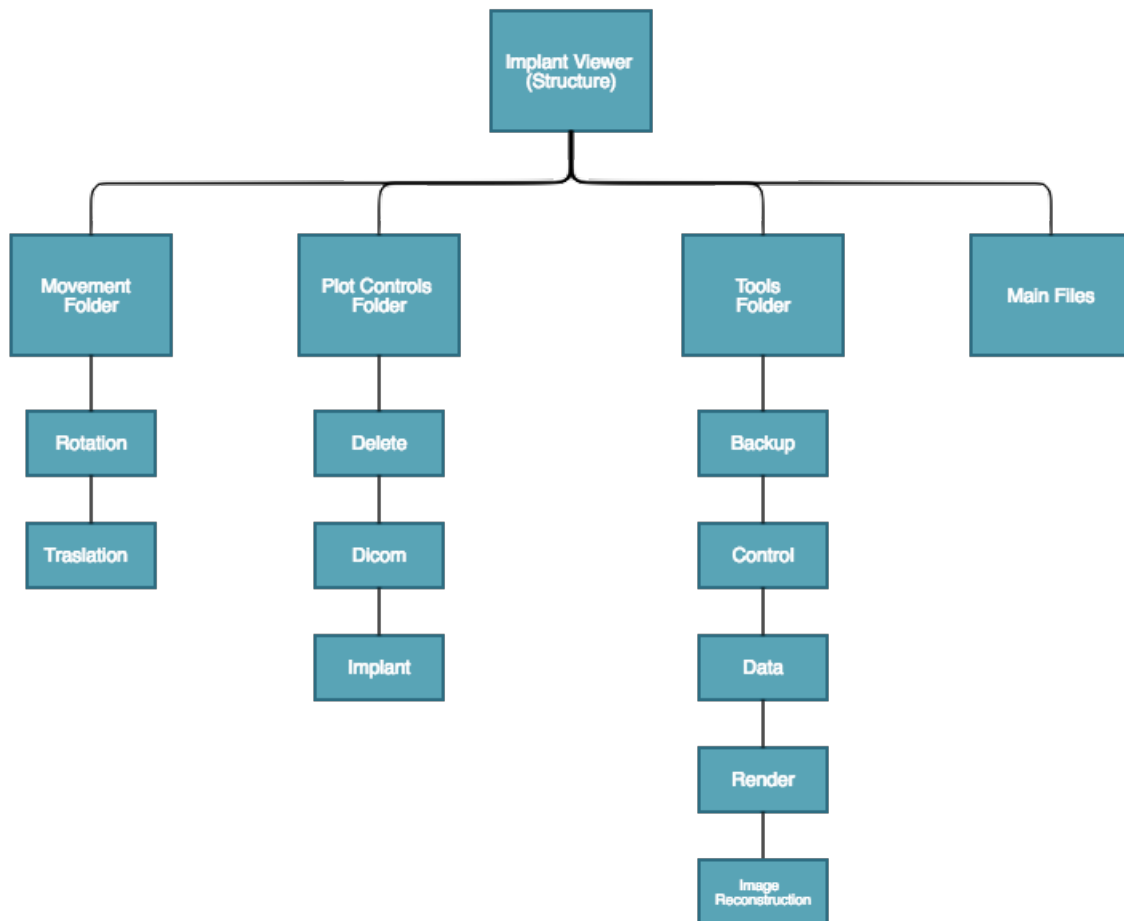 Implant Viewer
(Structure)
Movement
Folder
Plot Controls
Folder
Tools
Folder
Main Files
Rotation
Delete
Backup
Traslation
Dicom
Control
Implant
Data
Render
Image
Reconstruction